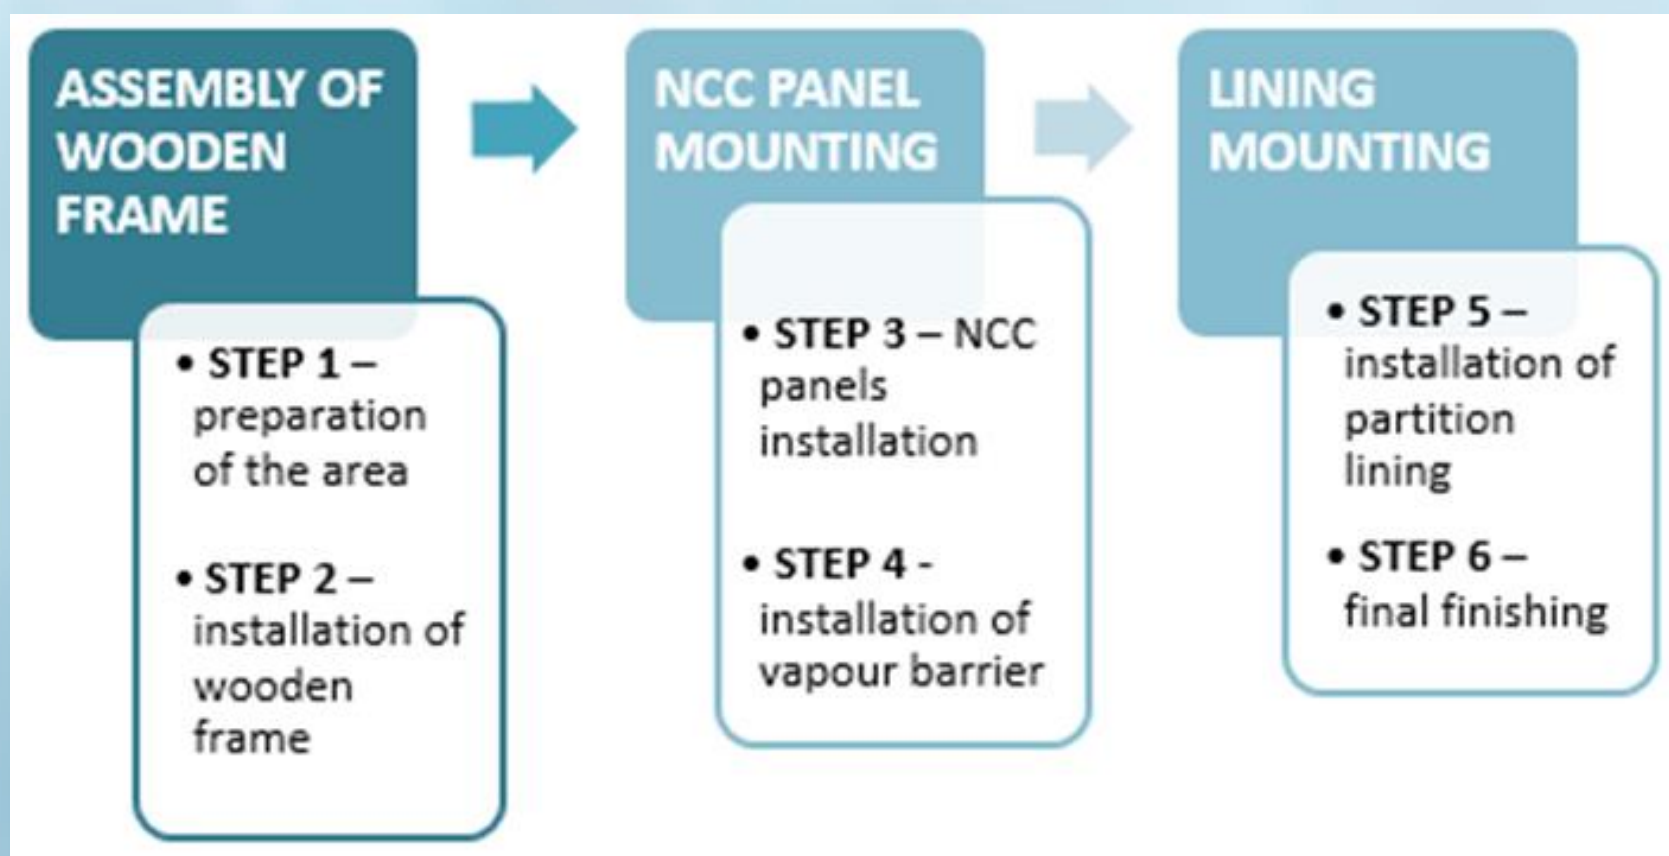 ASSEMBLY OF
WOODEN
FRAME
• STEP 1 –
preparation
of the area
• STEP 2 –
installation of
wooden
frame
NCC PANEL
MOUNTING
• STEP 3 – NCC
panels
installation
• STEP 4 -
installation of
vapour barrier
LINING
MOUNTING
• STEP 5 –
installation of
partition
lining
• STEP 6 –
final finishing